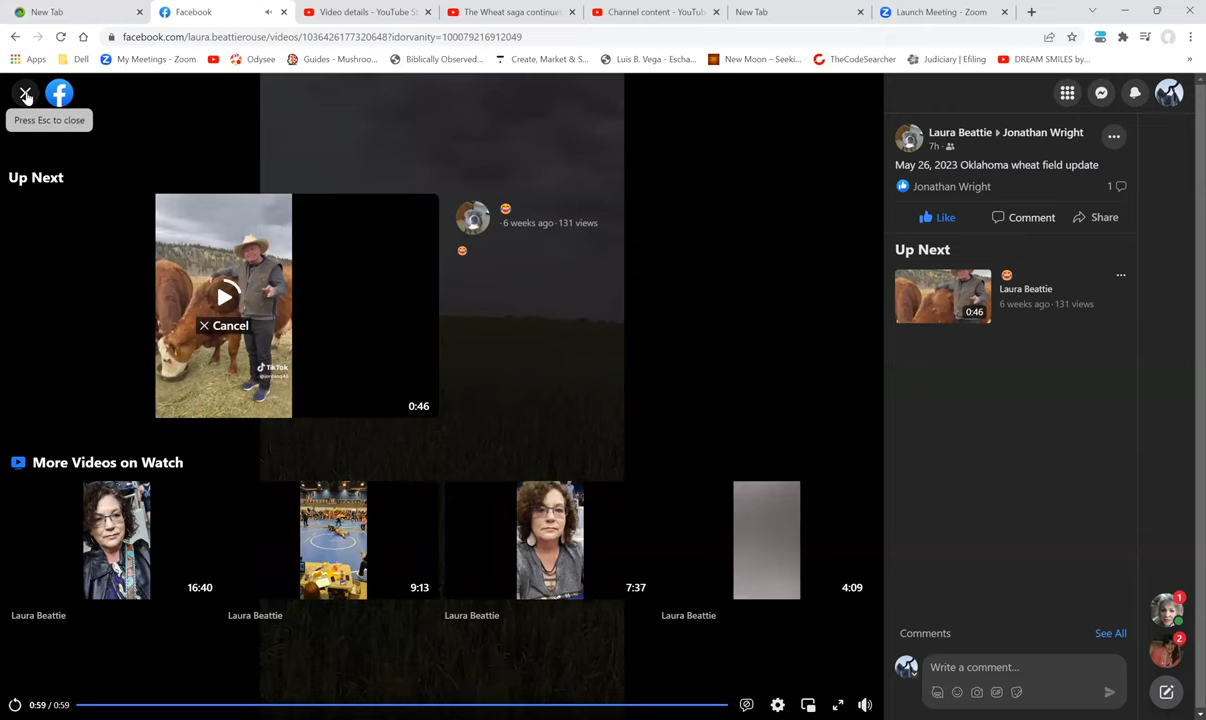 New Tab
Facebook
Video details - YouTube St
The Wheat saga continues
Channel content - YouTub
New Tab
Launch Meeting - Zoom
facebook.com/laura.beattierouse/videos/1036426177320648?idorvanity=100079216912049
Apps
Dell
My Meetings - Zoom
Odysee
Guides - Mushroo...
Biblically Observed...
Create, Market & S...
Luis B. Vega - Escha...
New Moon – Seeki...
TheCodeSearcher
Judiciary | Efiling
DREAM SMILES by...
»
Press Esc to close
Up Next
6 weeks ago · 131 views
Cancel
TikTok
0:46
More Videos on Watch
16:40
9:13
7:37
4:09
Laura Beattie
Laura Beattie
Laura Beattie
Laura Beattie
0:59 / 0:59
Laura Beattie Jonathan Wright
7h ·
May 26, 2023 Oklahoma wheat field update
Jonathan Wright
1
Like
Comment
Share
Up Next
0:46
Laura Beattie
6 weeks ago · 131 views
1
2
Comments
See All
Write a comment...
GIF